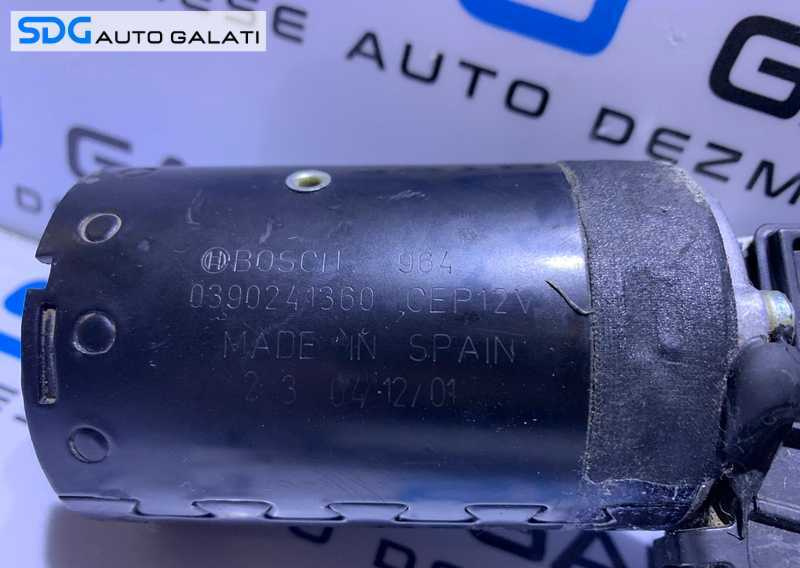 SDG AUTO GALATI
AUTO
DEZM
BOSCH 964
0390241360 CEP12V
MADE IN SPAIN
2 3 04/12/01